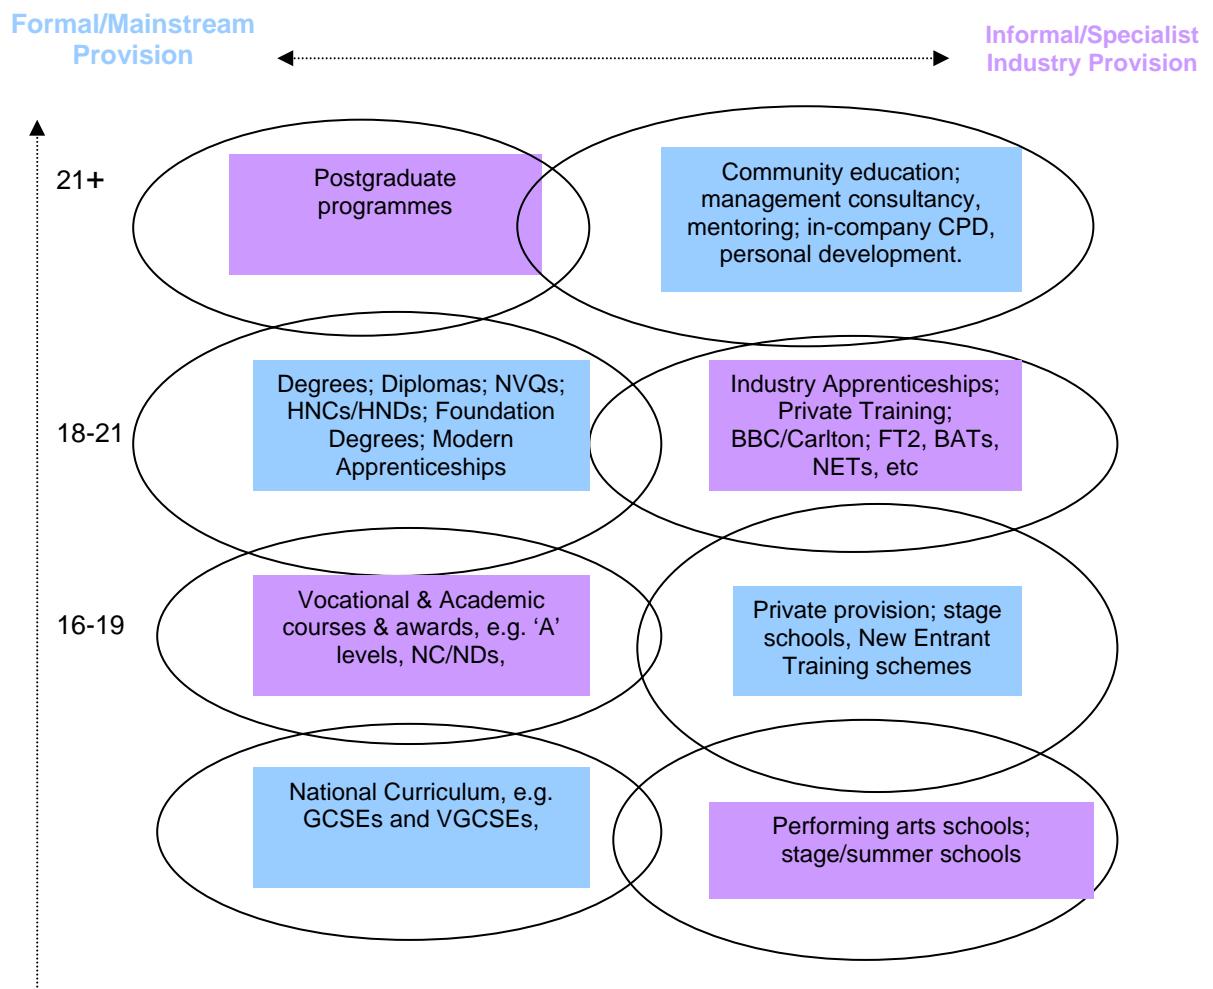 Formal/Mainstream
Provision
Informal/Specialist
Industry Provision
21+
Postgraduate
programmes
Community education;
management consultancy,
mentoring; in-company CPD,
personal development.
18-21
Degrees; Diplomas; NVQs;
HNCs/HNDs; Foundation
Degrees; Modern
Apprenticeships
Industry Apprenticeships;
Private Training;
BBC/Carlton; FT2, BATs,
NETs, etc
16-19
Vocational & Academic
courses & awards, e.g. ‘A’
levels, NC/NDs,
Private provision; stage
schools, New Entrant
Training schemes
National Curriculum, e.g.
GCSEs and VGCSEs,
Performing arts schools;
stage/summer schools